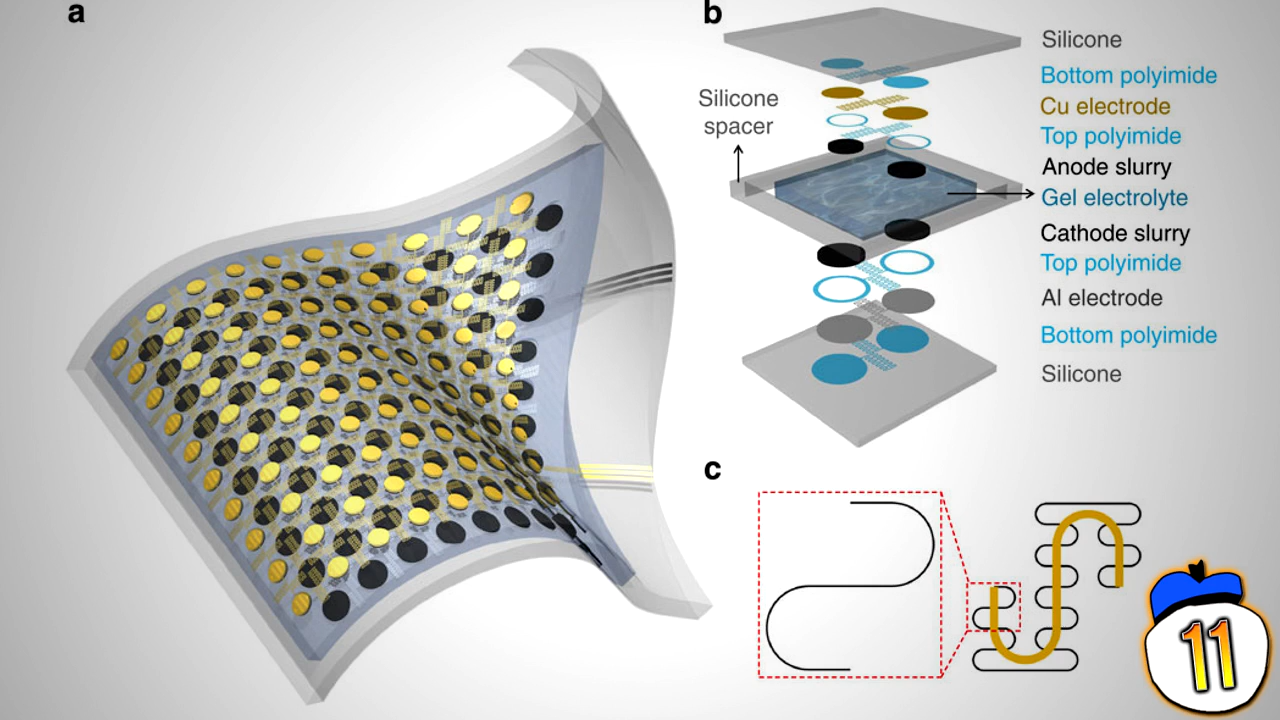 a
b
Silicone
spacer
Silicone
Bottom polyimide
Cu electrode
Top polyimide
Anode slurry
Gel electrolyte
Cathode slurry
Top polyimide
Al electrode
Bottom polyimide
Silicone
c
11